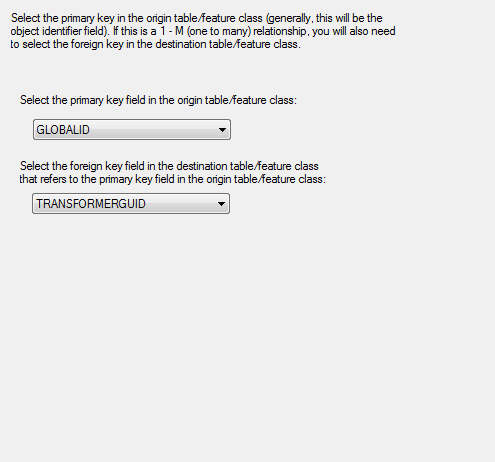 Select the primary key in the origin table/feature class (generally, this will be the
object identifier field). If this is a 1 - M (one to many) relationship, you will also need
to select the foreign key in the destination table/feature class.
Select the primary key field in the origin table/feature class:
GLOBALID
Select the foreign key field in the destination table/feature class
that refers to the primary key field in the origin table/feature class:
TRANSFORMERGUID